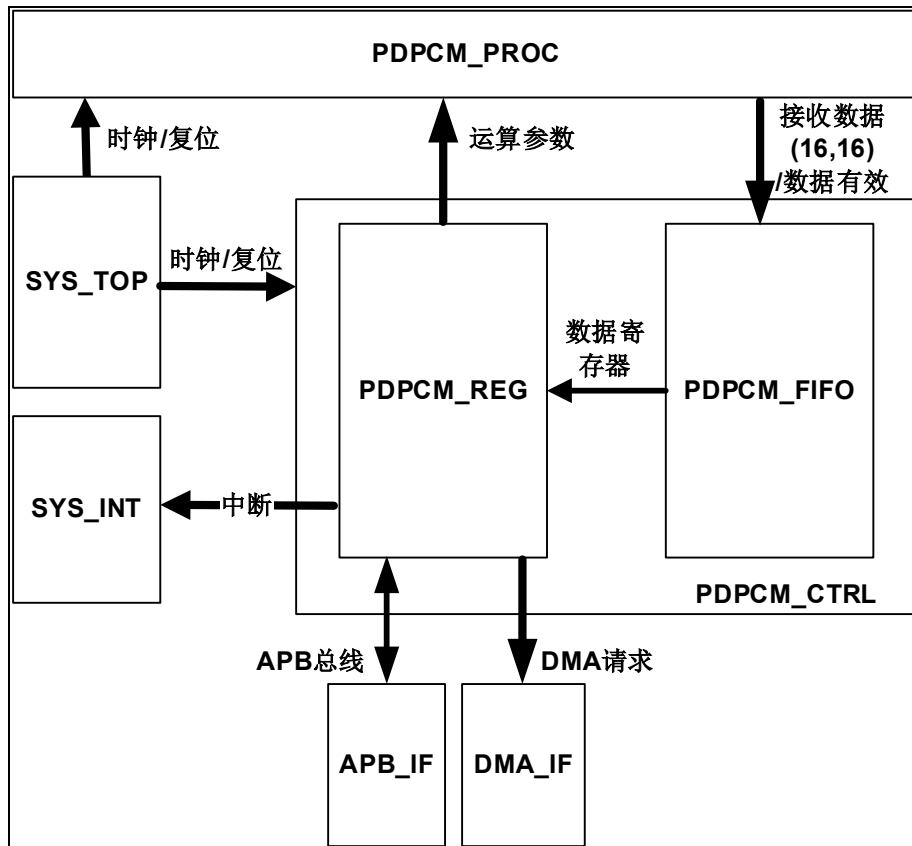 PDPCM_PROC
时钟/复位
运算参数
接收数据
(16,16)
/数据有效
SYS_TOP
时钟/复位
数据寄
存器
PDPCM_REG
PDPCM_FIFO
SYS_INT
中断
PDPCM_CTRL
APB总线
DMA请求
APB_IF
DMA_IF